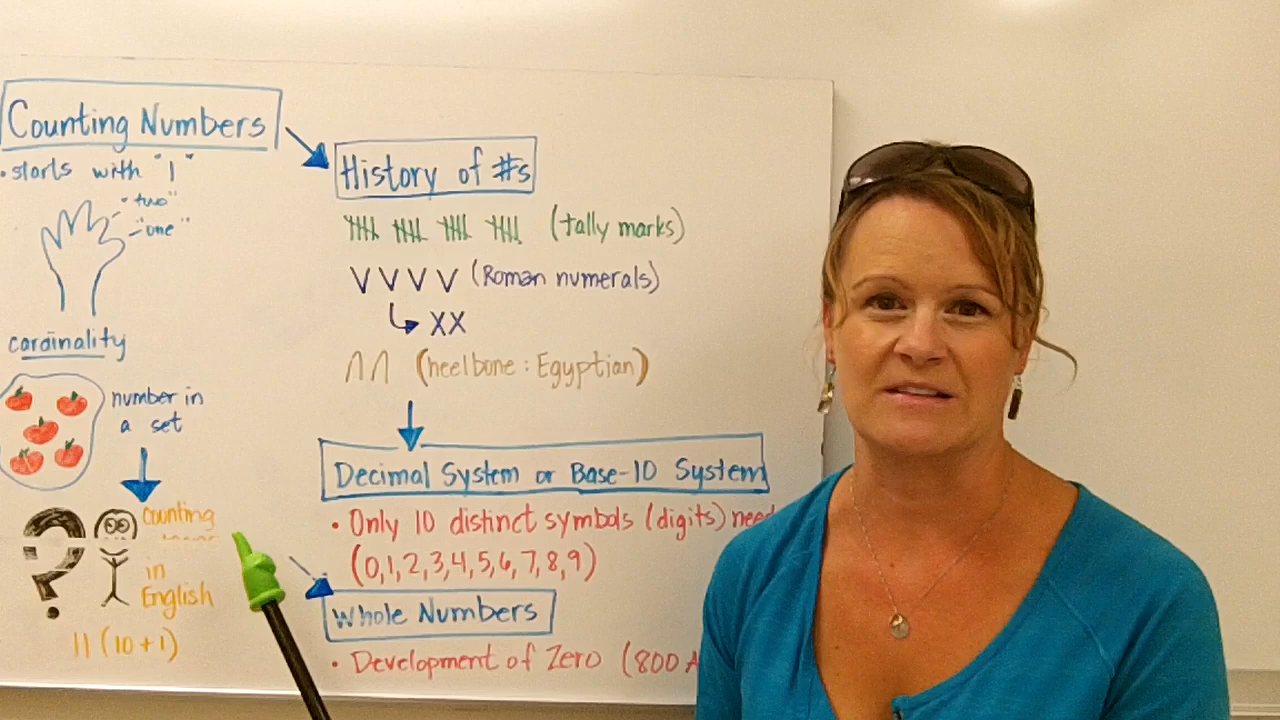 Counting Numbers
• starts with "1"
"two"
"one"
cardinality
number in
a set
Counting
in
English
11 (10+1)
History of #s
(tally marks)
V V V V (Roman numerals)
XX
∩∩ (heelbone : Egyptian)
Decimal System or Base-10 System
• Only 10 distinct symbols (digits) need
(0,1,2,3,4,5,6,7,8,9)
Whole Numbers
• Development of Zero (800 A